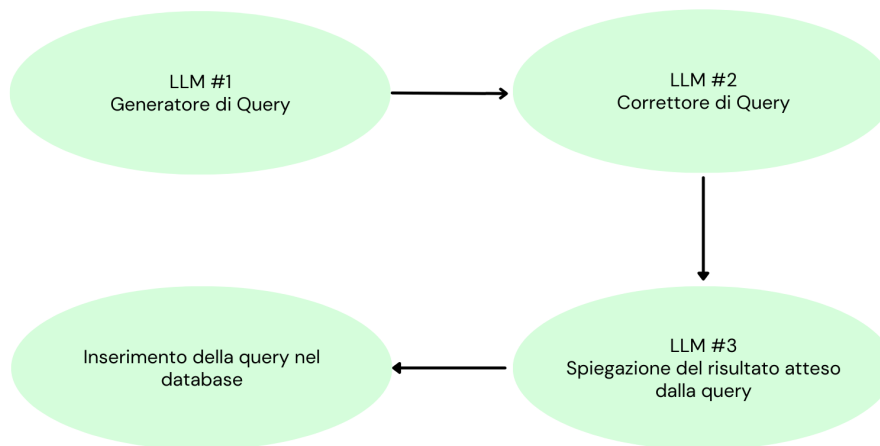 LLM #1
Generatore di Query
LLM #2
Correttore di Query
Inserimento della query nel
database
LLM #3
Spiegazione del risultato atteso
dalla query